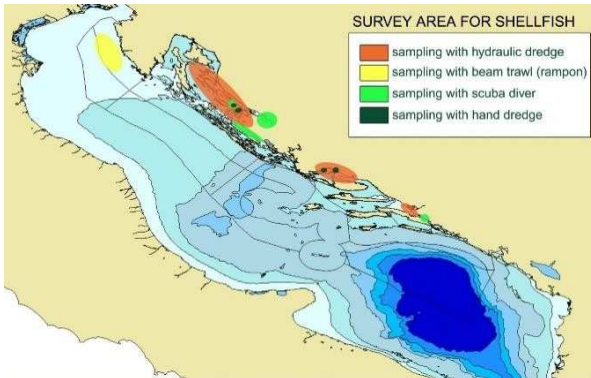 SURVEY AREA FOR SHELLFISH
sampling with hydraulic dredge
sampling with beam trawl (rampon)
sampling with scuba diver
sampling with hand dredge